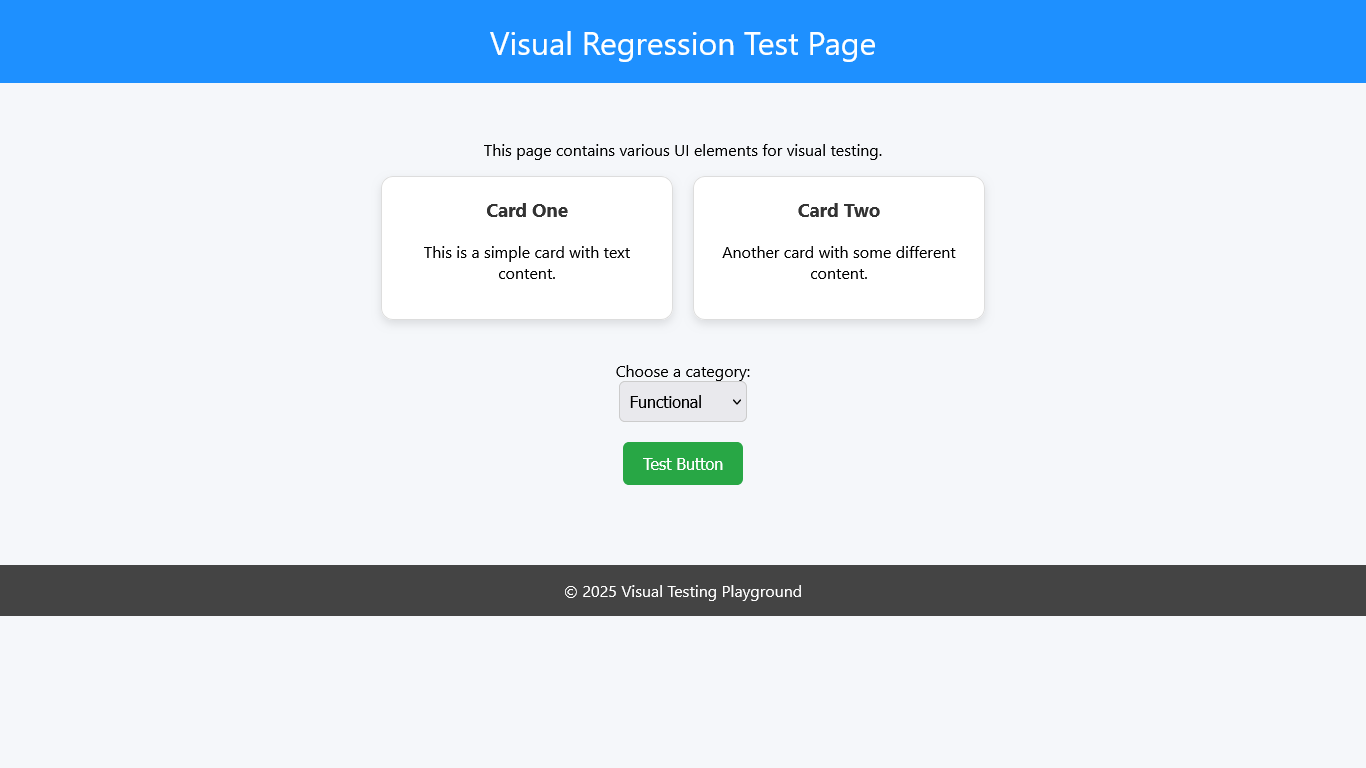 Visual Regression Test Page
This page contains various UI elements for visual testing.
Card One
This is a simple card with text
content.
Card Two
Another card with some different
content.
Choose a category:
Functional
Test Button
© 2025 Visual Testing Playground